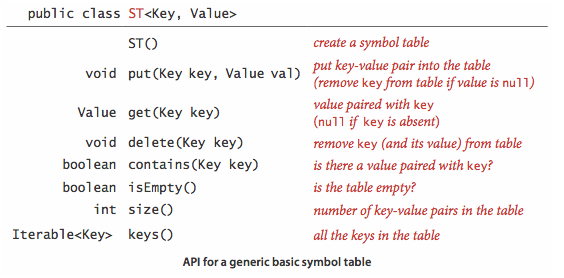 public class ST<Key, Value>
ST() create a symbol table
void put(Key key, Value val) put key-value pair into the table
(remove key from table if value is null)
Value get(Key key) value paired with key
(null if key is absent)
void delete(Key key) remove key (and its value) from table
boolean contains(Key key) is there a value paired with key?
boolean isEmpty() is the table empty?
int size() number of key-value pairs in the table
Iterable<Key> keys() all the keys in the table
API for a generic basic symbol table